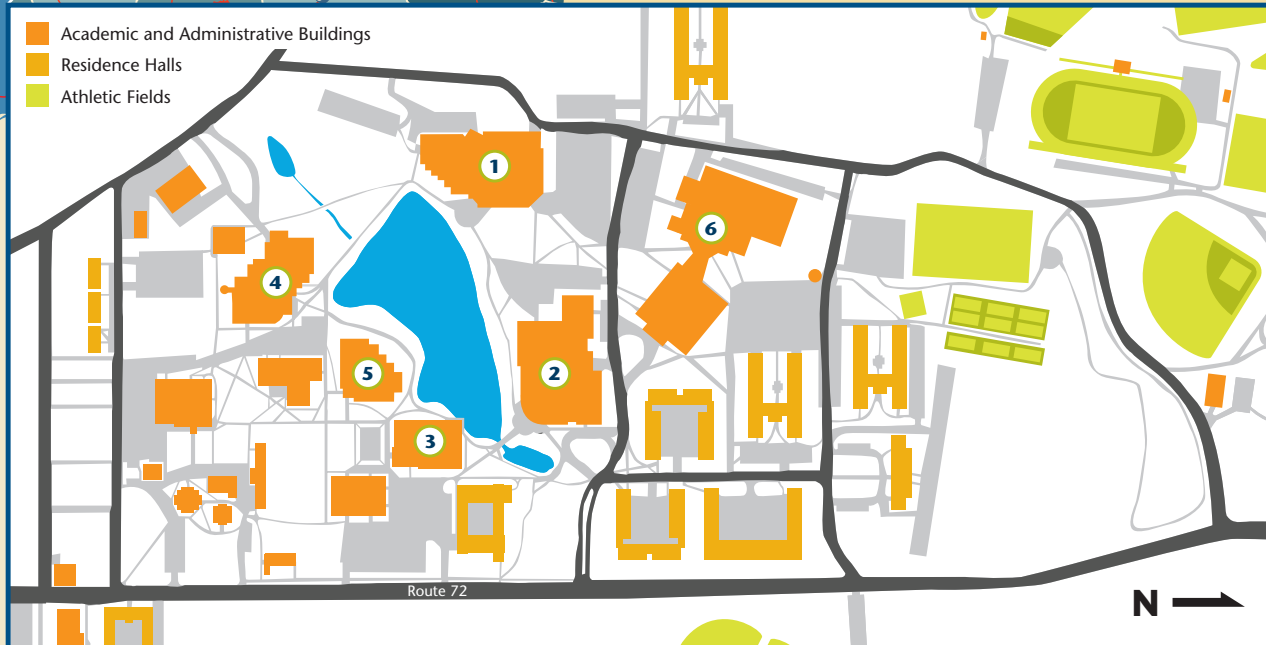 Academic and Administrative Buildings
Residence Halls
Athletic Fields
1
6
4
5
2
3
Route 72
N